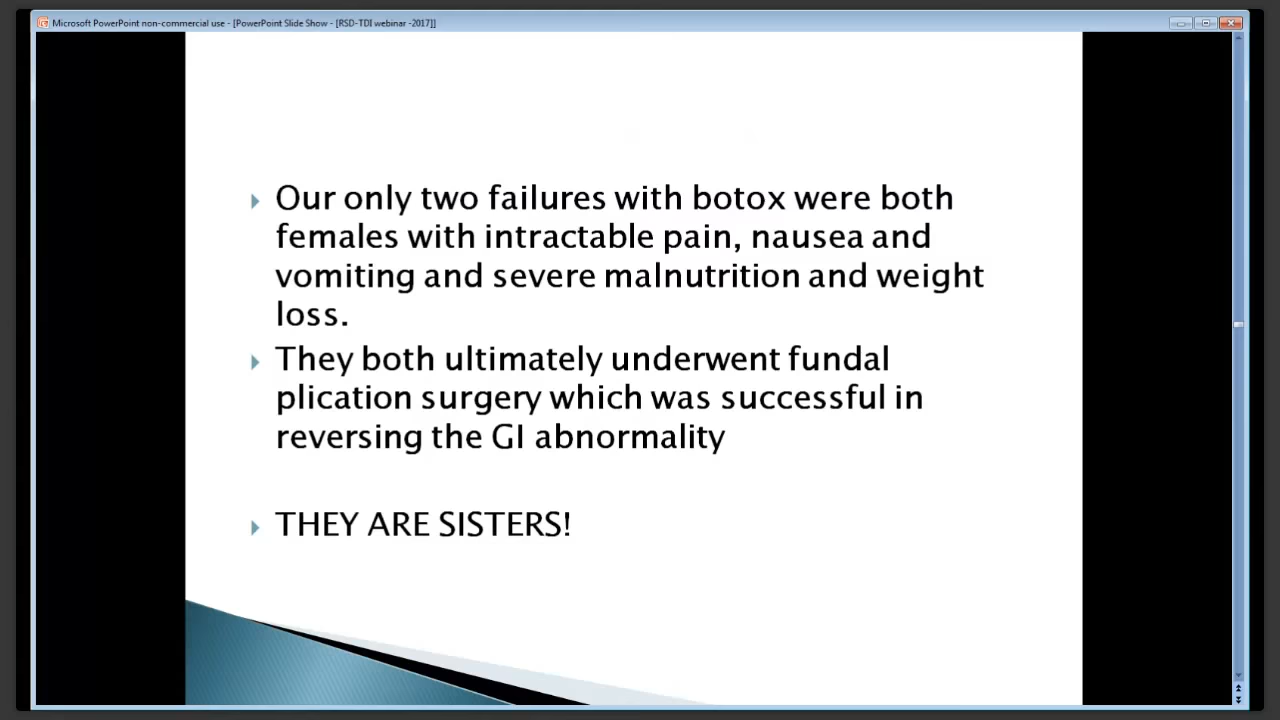 Microsoft PowerPoint non-commercial use - [PowerPoint Slide Show - [RSD-TDI webinar -2017]]
Our only two failures with botox were both
females with intractable pain, nausea and
vomiting and severe malnutrition and weight
loss.
They both ultimately underwent fundal
plication surgery which was successful in
reversing the GI abnormality
THEY ARE SISTERS!